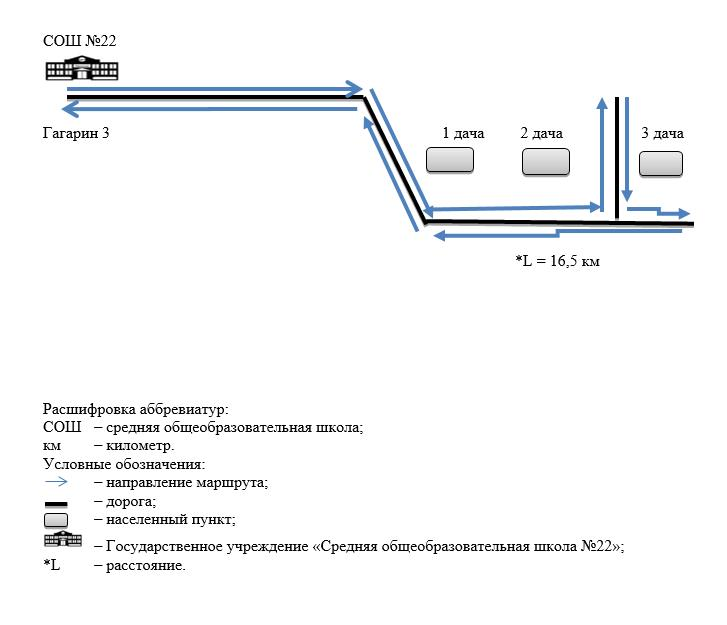 СОШ №22
Гагарин 3
1 дача 2 дача 3 дача
*L = 16,5 км
Расшифровка аббревиатур:
СОШ – средняя общеобразовательная школа;
км – километр.
Условные обозначения:
– направление маршрута;
– дорога;
– населенный пункт;
– Государственное учреждение «Средняя общеобразовательная школа №22»;
*L – расстояние.